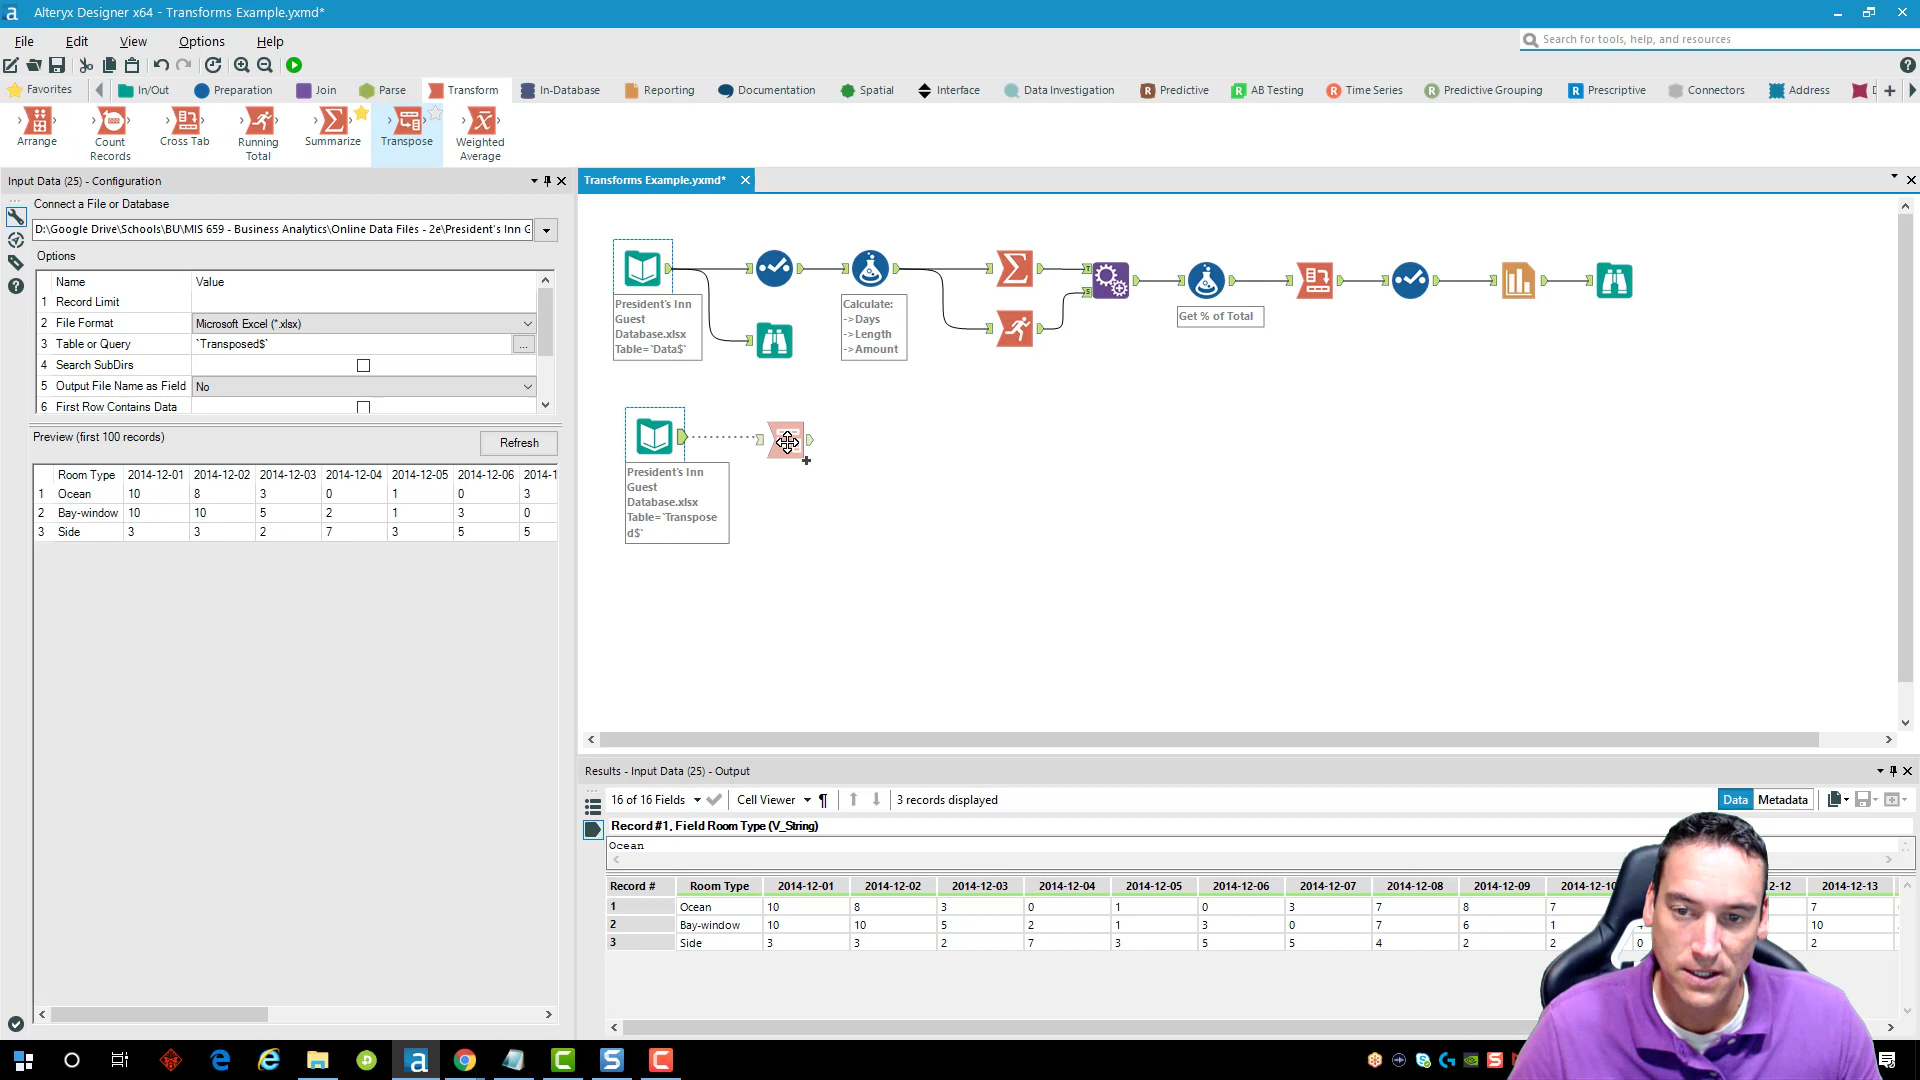 Alteryx Designer x64 - Transforms Example.yxmd*
File Edit View Options Help
Search for tools, help, and resources
Favorites In/Out Preparation Join Parse Transform In-Database Reporting Documentation Spatial Interface Data Investigation Predictive AB Testing Time Series Predictive Grouping Prescriptive Connectors Address
Arrange
Count
Records
Cross Tab
Running
Total
Summarize
Transpose
Weighted
Average
Input Data (25) - Configuration
Connect a File or Database
D:\Google Drive\Schools\BU\MIS 659 - Business Analytics\Online Data Files - 2e\President's Inn G
Options
Name Value
1 Record Limit
2 File Format Microsoft Excel (*.xlsx)
3 Table or Query `Transposed$` ...
4 Search SubDirs
5 Output File Name as Field No
6 First Row Contains Data
Preview (first 100 records) Refresh
Room Type 2014-12-01 2014-12-02 2014-12-03 2014-12-04 2014-12-05 2014-12-06 2014-1
1 Ocean 10 8 3 0 1 0 3
2 Bay-window 10 10 5 2 1 3 0
3 Side 3 3 2 7 3 5 5
Transforms Example.yxmd*
President's Inn
Guest
Database.xlsx
Table=`Data$`
Calculate:
->Days
->Length
->Amount
Get % of Total
President's Inn
Guest
Database.xlsx
Table=`Transpose
d$`
Results - Input Data (25) - Output
16 of 16 Fields Cell Viewer 3 records displayed Data Metadata
Record #1, Field Room Type (V_String)
Ocean
Record # Room Type 2014-12-01 2014-12-02 2014-12-03 2014-12-04 2014-12-05 2014-12-06 2014-12-07 2014-12-08 2014-12-09 2014-12-10 -12-12 2014-12-13
1 Ocean 10 8 3 0 1 0 3 7 8 7 7
2 Bay-window 10 10 5 2 1 3 0 7 6 1 10
3 Side 3 3 2 7 3 5 5 4 2 2 0 2